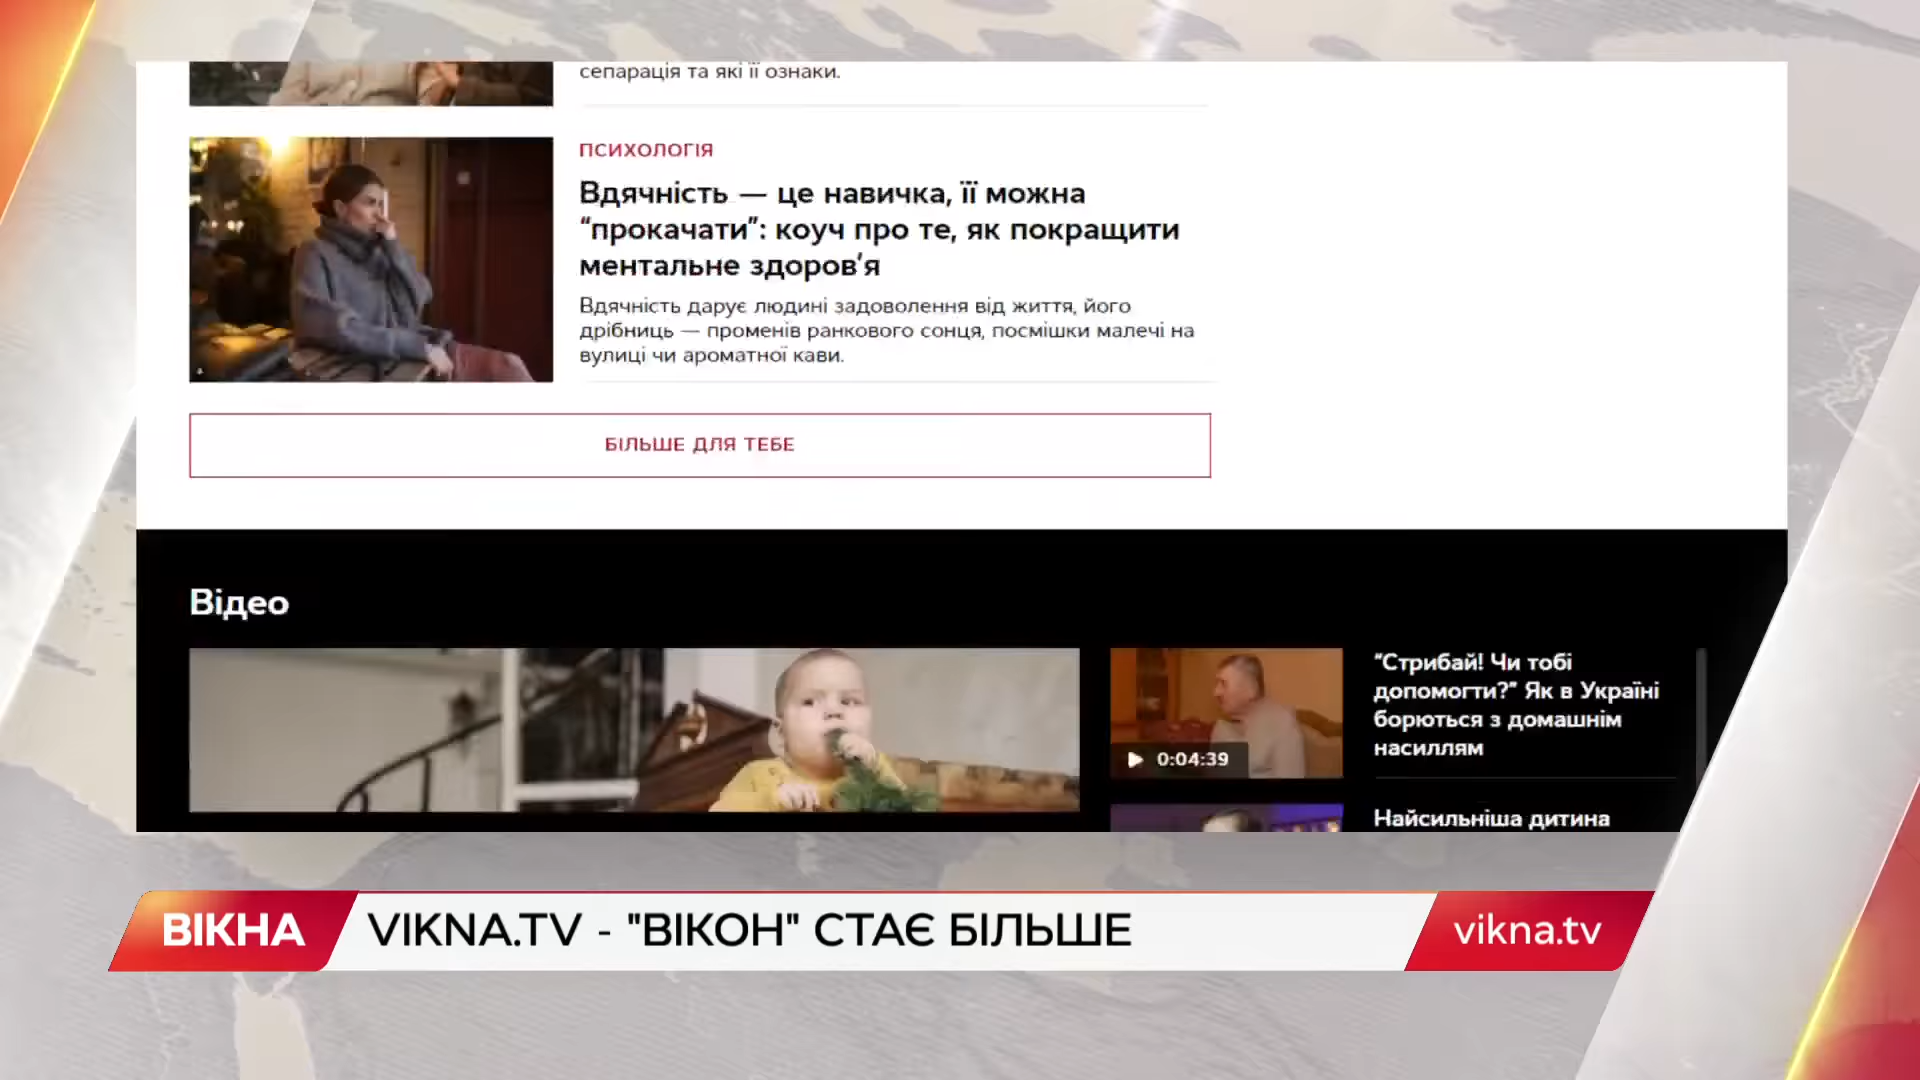 сепарація та які її ознаки.
ПСИХОЛОГІЯ
Вдячність — це навичка, її можна
“прокачати”: коуч про те, як покращити
ментальне здоров’я
Вдячність дарує людині задоволення від життя, його
дрібниць — променів ранкового сонця, посмішки малечі на
вулиці чи ароматної кави.
БІЛЬШЕ ДЛЯ ТЕБЕ
Відео
0:04:39
“Стрибай! Чи тобі
допомогти?” Як в Україні
борються з домашнім
насиллям
Найсильніша дитина
ВІКНА
VIKNA.TV - "ВІКОН" СТАЄ БІЛЬШЕ
vikna.tv